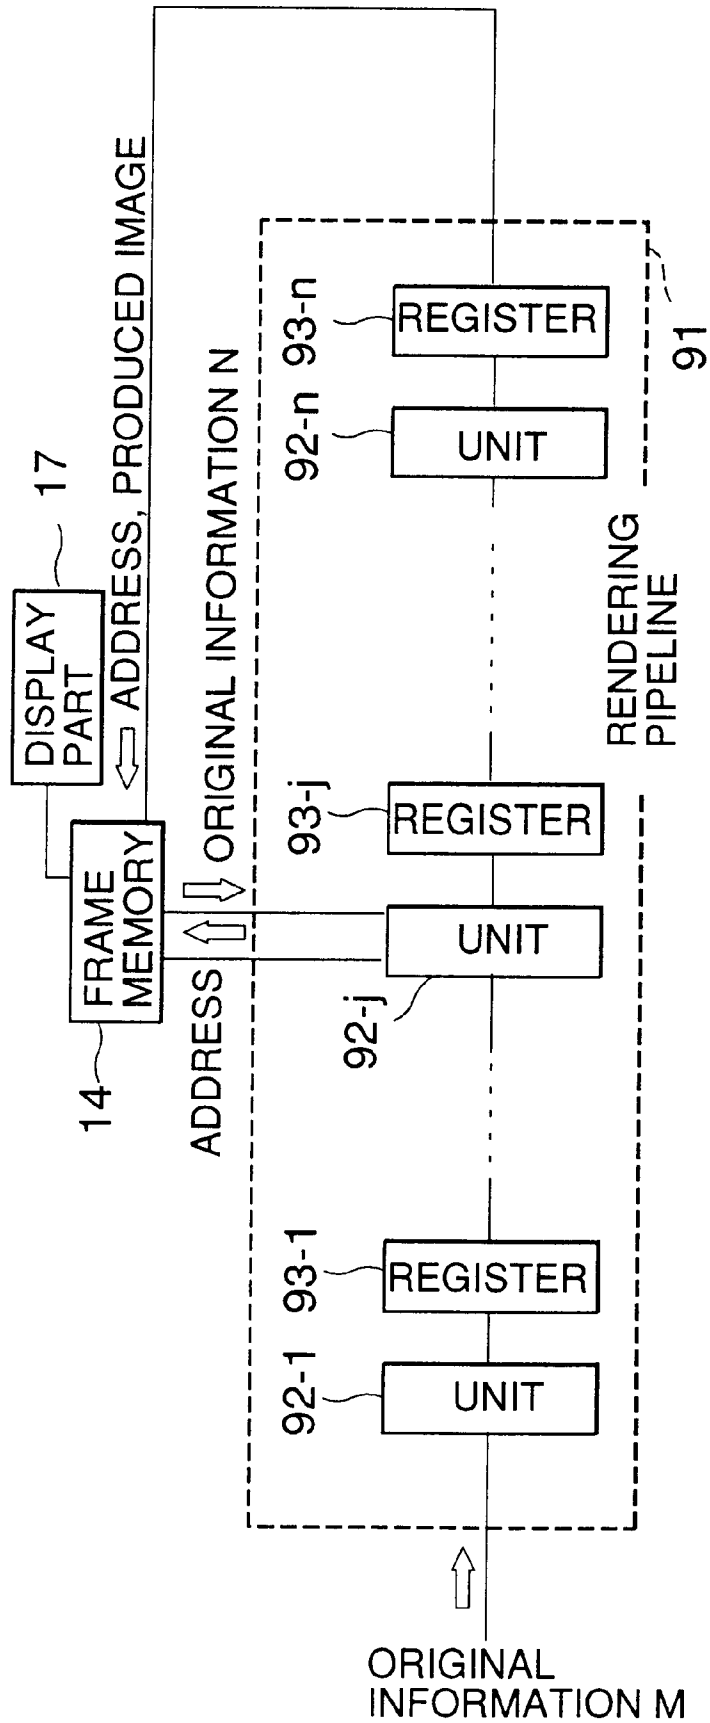 ADDRESS, PRODUCED IMAGE
17
DISPLAY
PART
ORIGINAL INFORMATION N
14
FRAME
MEMORY
ADDRESS
93-n
REGISTER
92-n
UNIT
91
RENDERING
PIPELINE
93-j
REGISTER
UNIT
92-j
93-1
REGISTER
92-1
UNIT
ORIGINAL
INFORMATION M